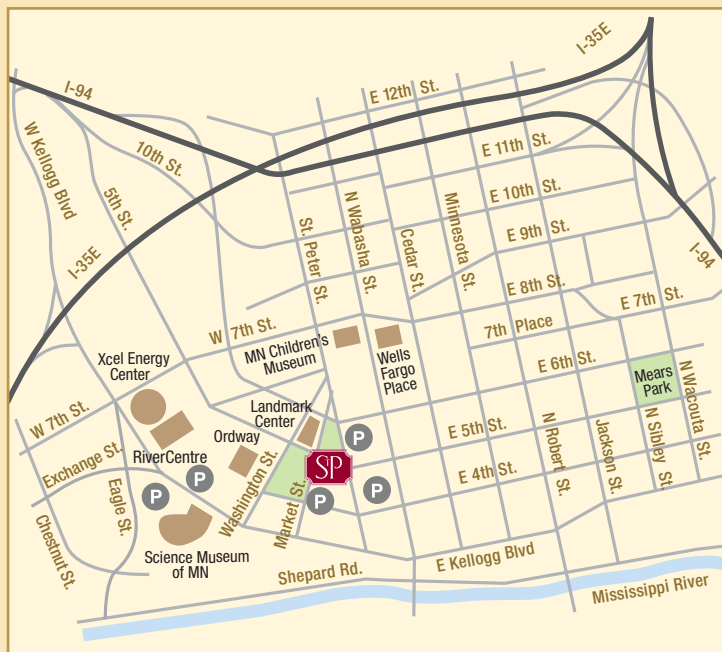 I-35E
I-94
E 12th St.
W Kellogg Blvd
10th St.
E 11th St.
5th St.
E 10th St.
St. Peter St.
N Wabasha St.
Cedar St.
Minnesota St.
E 9th St.
I-35E
I-94
E 8th St.
E 7th St.
W 7th St.
7th Place
MN Children's
Museum
Wells
Fargo
Place
E 6th St.
Xcel Energy
Center
Mears
Park
N Wacouta St.
W 7th St.
Landmark
Center
Ordway
E 5th St.
N Robert St.
Jackson St.
N Sibley St.
Exchange St.
RiverCentre
P
SP
E 4th St.
P
P
P
P
Eagle St.
Washington St.
Market St.
Chestnut St.
Science Museum
of MN
Shepard Rd.
E Kellogg Blvd
Mississippi River